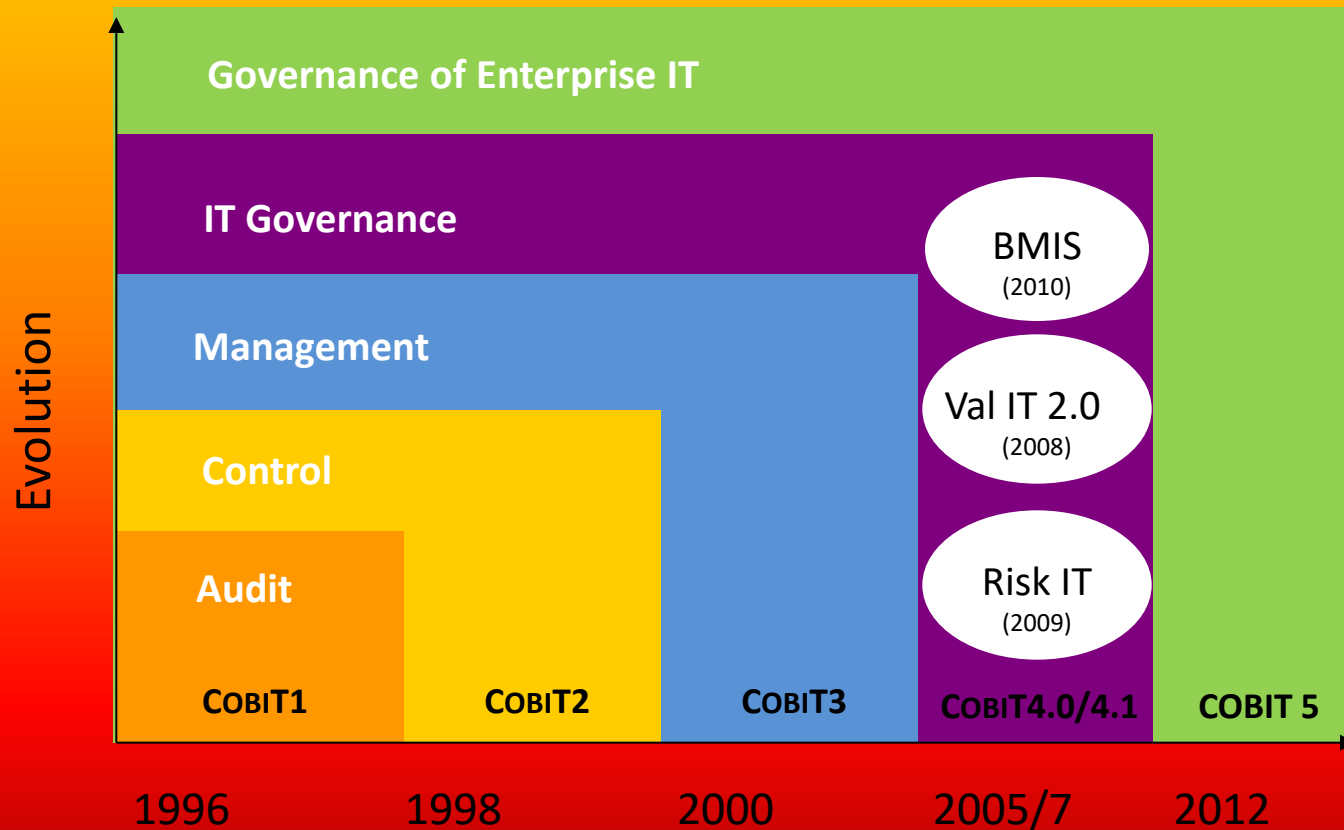 Governance of Enterprise IT
IT Governance
BMIS
(2010)
Management
Val IT 2.0
(2008)
Control
Audit
Risk IT
(2009)
COBIT1
COBIT2
COBIT3
COBIT4.0/4.1
COBIT 5
1996
1998
2000
2005/7
2012
Evolution